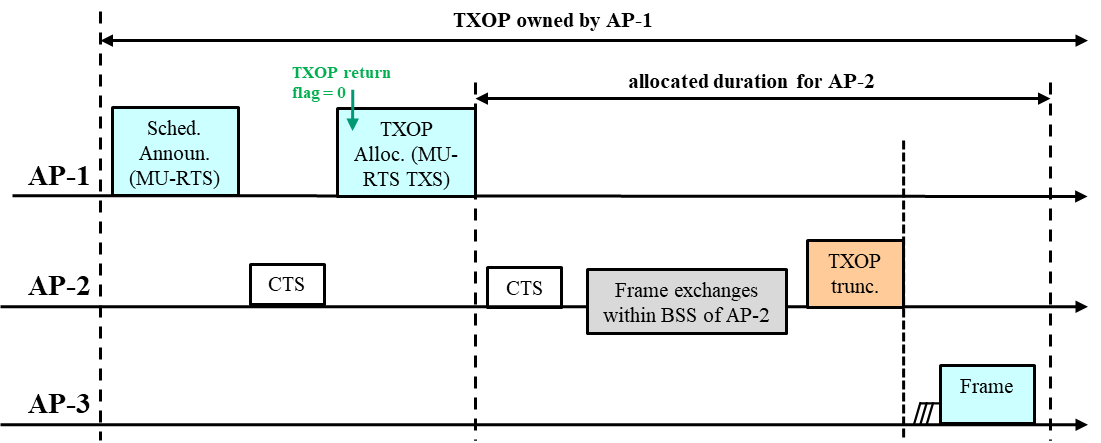 TXOP owned by AP-1
TXOP return
flag = 0
allocated duration for AP-2
Sched.
Announ.
(MU-RTS)
TXOP
Alloc. (MU-
RTS TXS)
AP-1
CTS
CTS
Frame exchanges
within BSS of AP-2
TXOP
trunc.
AP-2
Frame
AP-3